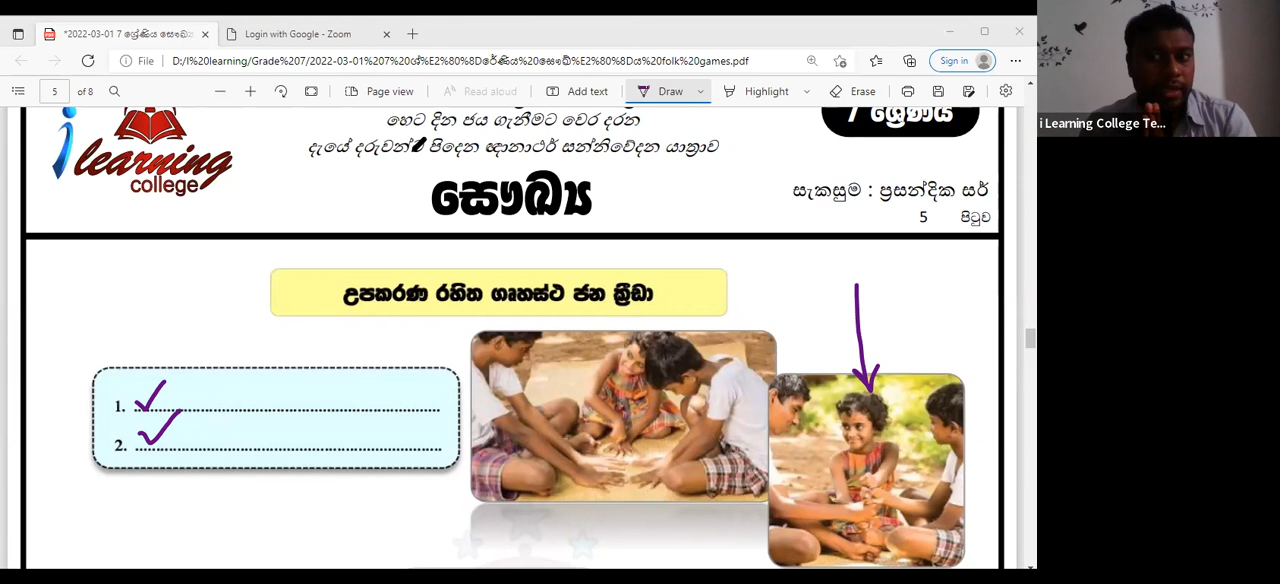 *2022-03-01 7 ශ්‍රේණිය සෞඛ්‍ය
Login with Google - Zoom
File
D:/I%20learning/Grade%207/2022-03-01%207%20ශ්%E2%80%8Dරේණිය%20සෞඛ්%E2%80%8Dය%20folk%20games.pdf
Sign in
5 of 8
Page view
Read aloud
Add text
Draw
Highlight
Erase
හෙට දින ජය ගැනීමට වෙර දරන
දැයේ දරුවන් පිදෙන ඥානාර්ථ සන්නිවේදන යාත්‍රාව
7 ශ්‍රේණිය
i learning
college
සෞඛ්‍ය
සැකසුම : ප්‍රසන්දික සර්
5 පිටුව
උපකරණ රහිත ගෘහස්ථ ජන ක්‍රීඩා
1. ....................................................................
2. ....................................................................
i Learning College Te...